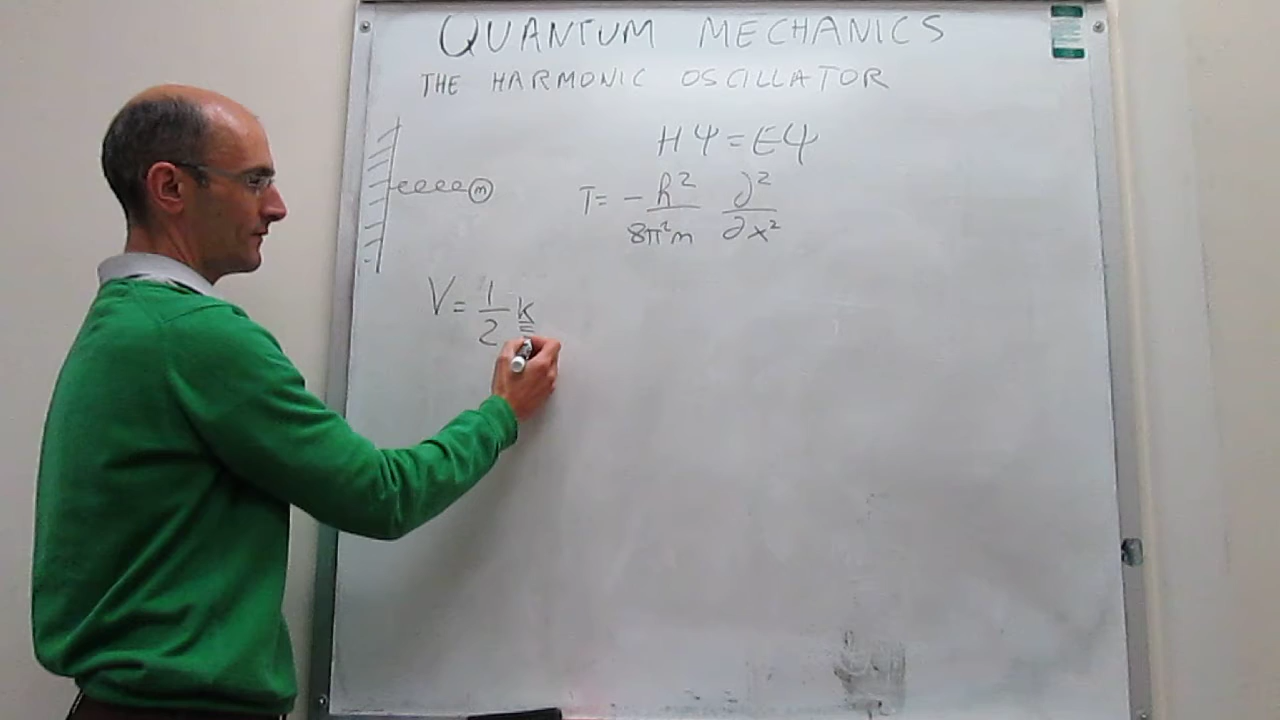 QUANTUM MECHANICS
THE HARMONIC OSCILLATOR
HΨ=EΨ
m
T= -h²/8π²m ∂²/∂x²
V= 1/2 k